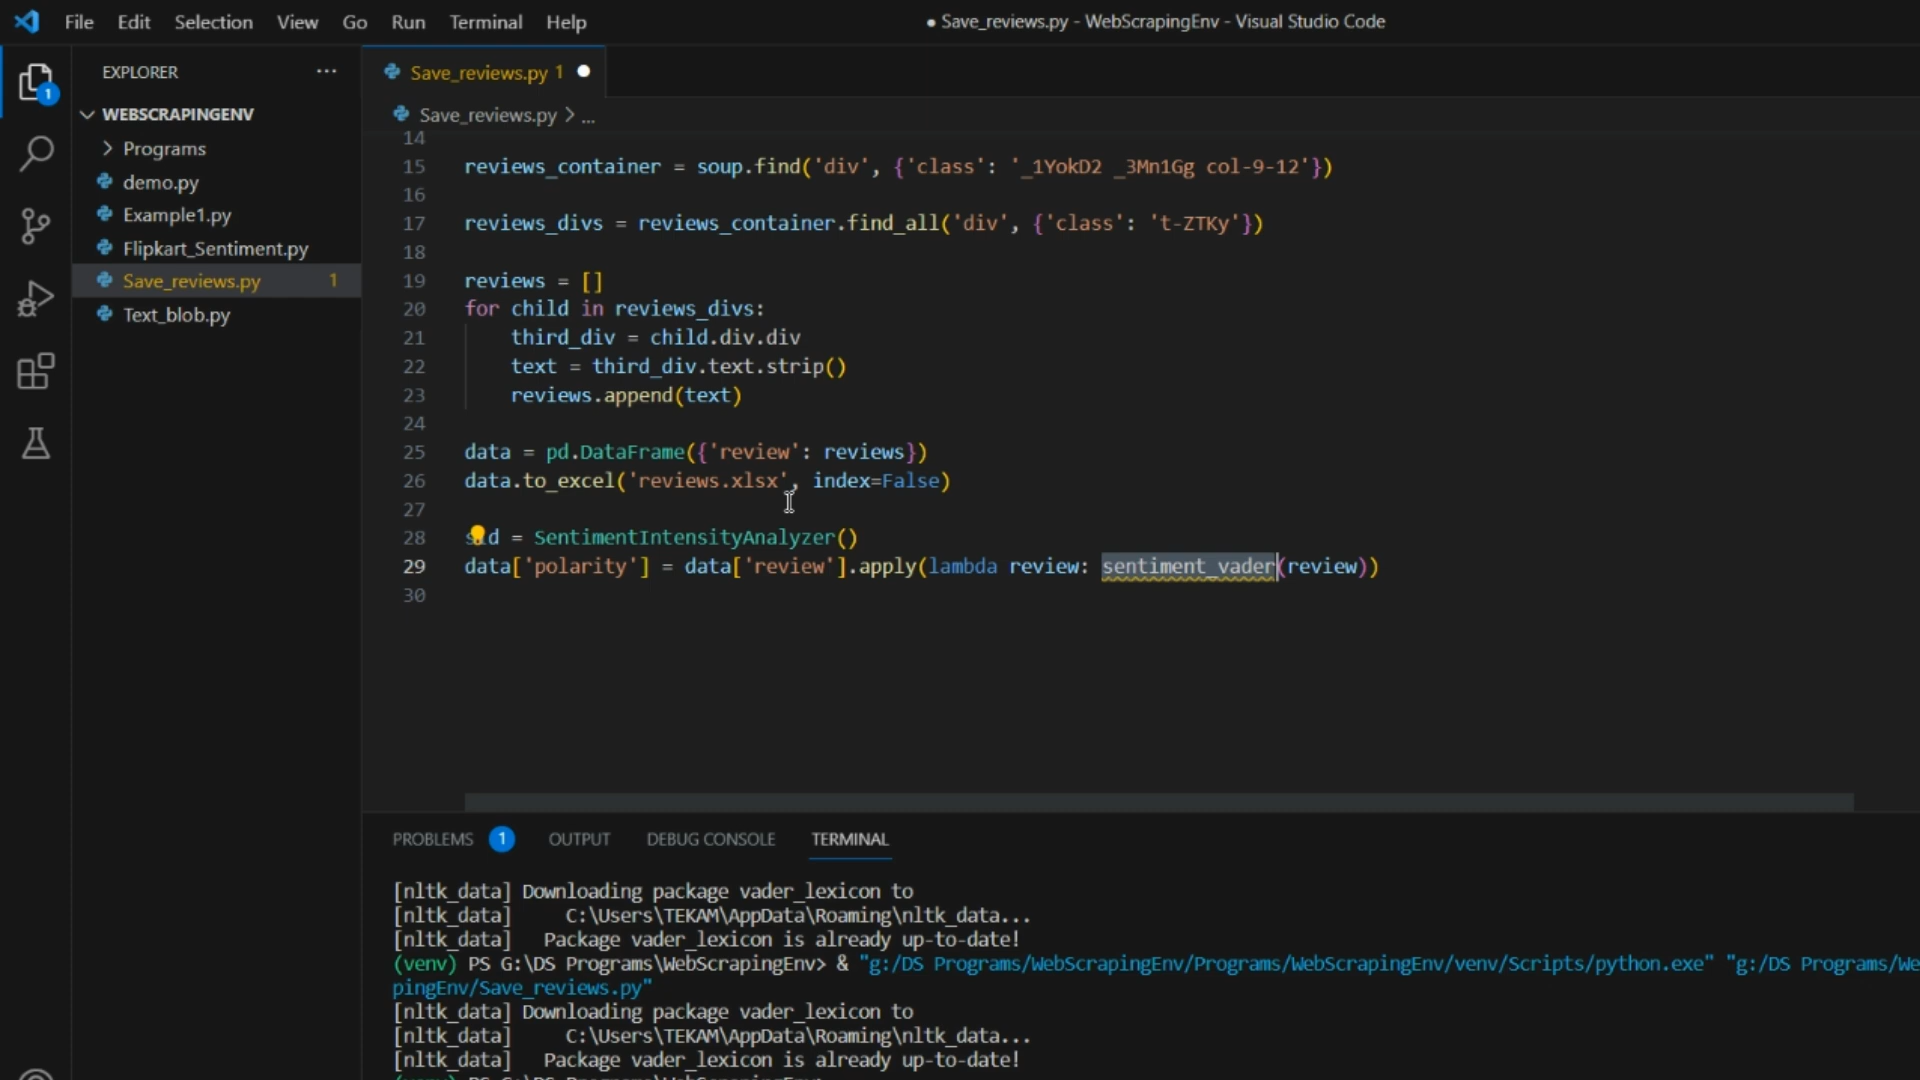 File Edit Selection View Go Run Terminal Help
● Save_reviews.py - WebScrapingEnv - Visual Studio Code
EXPLORER ···
1
WEBSCRAPINGENV
Programs
demo.py
Example1.py
Flipkart_Sentiment.py
Save_reviews.py 1
Text_blob.py
Save_reviews.py 1 ●
Save_reviews.py > ...
14
15 reviews_container = soup.find('div', {'class': '_1YokD2 _3Mn1Gg col-9-12'})
16
17 reviews_divs = reviews_container.find_all('div', {'class': 't-ZTKy'})
18
19 reviews = []
20 for child in reviews_divs:
21 third_div = child.div.div
22 text = third_div.text.strip()
23 reviews.append(text)
24
25 data = pd.DataFrame({'review': reviews})
26 data.to_excel('reviews.xlsx', index=False)
27
28 sid = SentimentIntensityAnalyzer()
29 data['polarity'] = data['review'].apply(lambda review: sentiment_vader(review))
30
PROBLEMS 1 OUTPUT DEBUG CONSOLE TERMINAL
[nltk_data] Downloading package vader_lexicon to
[nltk_data] C:\Users\TEKAM\AppData\Roaming\nltk_data...
[nltk_data] Package vader_lexicon is already up-to-date!
(venv) PS G:\DS Programs\WebScrapingEnv> & "g:/DS Programs/WebScrapingEnv/Programs/WebScrapingEnv/venv/Scripts/python.exe" "g:/DS Programs/We
pingEnv/Save_reviews.py"
[nltk_data] Downloading package vader_lexicon to
[nltk_data] C:\Users\TEKAM\AppData\Roaming\nltk_data...
[nltk_data] Package vader_lexicon is already up-to-date!